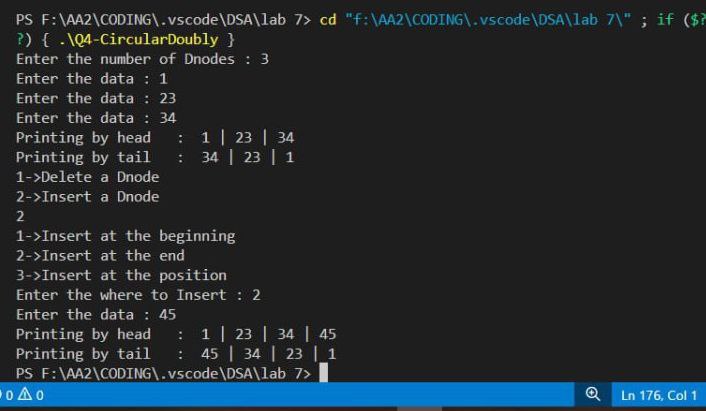 PS F:\AA2\CODING\.vscode\DSA\lab 7> cd "f:\AA2\CODING\.vscode\DSA\lab 7\" ; if ($?
?) { .\Q4-CircularDoubly }
Enter the number of Dnodes : 3
Enter the data : 1
Enter the data : 23
Enter the data : 34
Printing by head   :  1 | 23 | 34
Printing by tail   :  34 | 23 | 1
1->Delete a Dnode
2->Insert a Dnode
2
1->Insert at the beginning
2->Insert at the end
3->Insert at the position
Enter the where to Insert : 2
Enter the data : 45
Printing by head   :  1 | 23 | 34 | 45
Printing by tail   :  45 | 34 | 23 | 1
PS F:\AA2\CODING\.vscode\DSA\lab 7>
0 0 Ln 176, Col 1